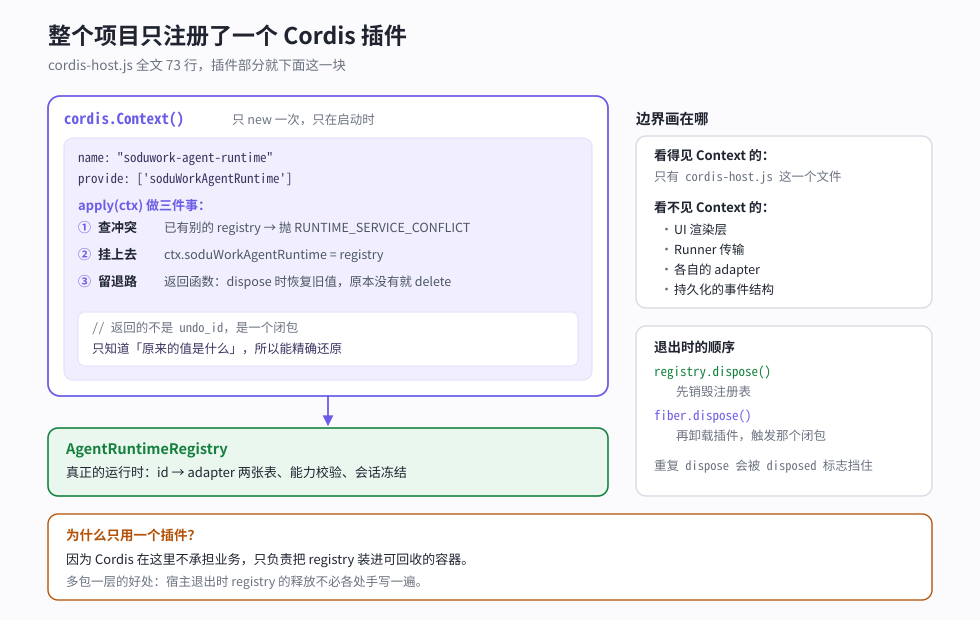 整个项目只注册了一个 Cordis 插件
cordis-host.js 全文 73 行，插件部分就下面这一块
cordis.Context() 只 new 一次，只在启动时
name: "soduwork-agent-runtime"
provide: ['soduWorkAgentRuntime']
apply(ctx) 做三件事：
① 查冲突 已有别的 registry → 抛 RUNTIME_SERVICE_CONFLICT
② 挂上去 ctx.soduWorkAgentRuntime = registry
③ 留退路 返回函数：dispose 时恢复旧值，原本没有就 delete
// 返回的不是 undo_id，是一个闭包
只知道「原来的值是什么」，所以能精确还原
AgentRuntimeRegistry
真正的运行时：id → adapter 两张表、能力校验、会话冻结
边界画在哪
看得见 Context 的：
只有 cordis-host.js 这一个文件
看不见 Context 的：
· UI 渲染层
· Runner 传输
· 各自的 adapter
· 持久化的事件结构
退出时的顺序
registry.dispose()
先销毁注册表
fiber.dispose()
再卸载插件，触发那个闭包
重复 dispose 会被 disposed 标志挡住
为什么只用一个插件？
因为 Cordis 在这里不承担业务，只负责把 registry 装进可回收的容器。
多包一层的好处：宿主退出时 registry 的释放不必各处手写一遍。